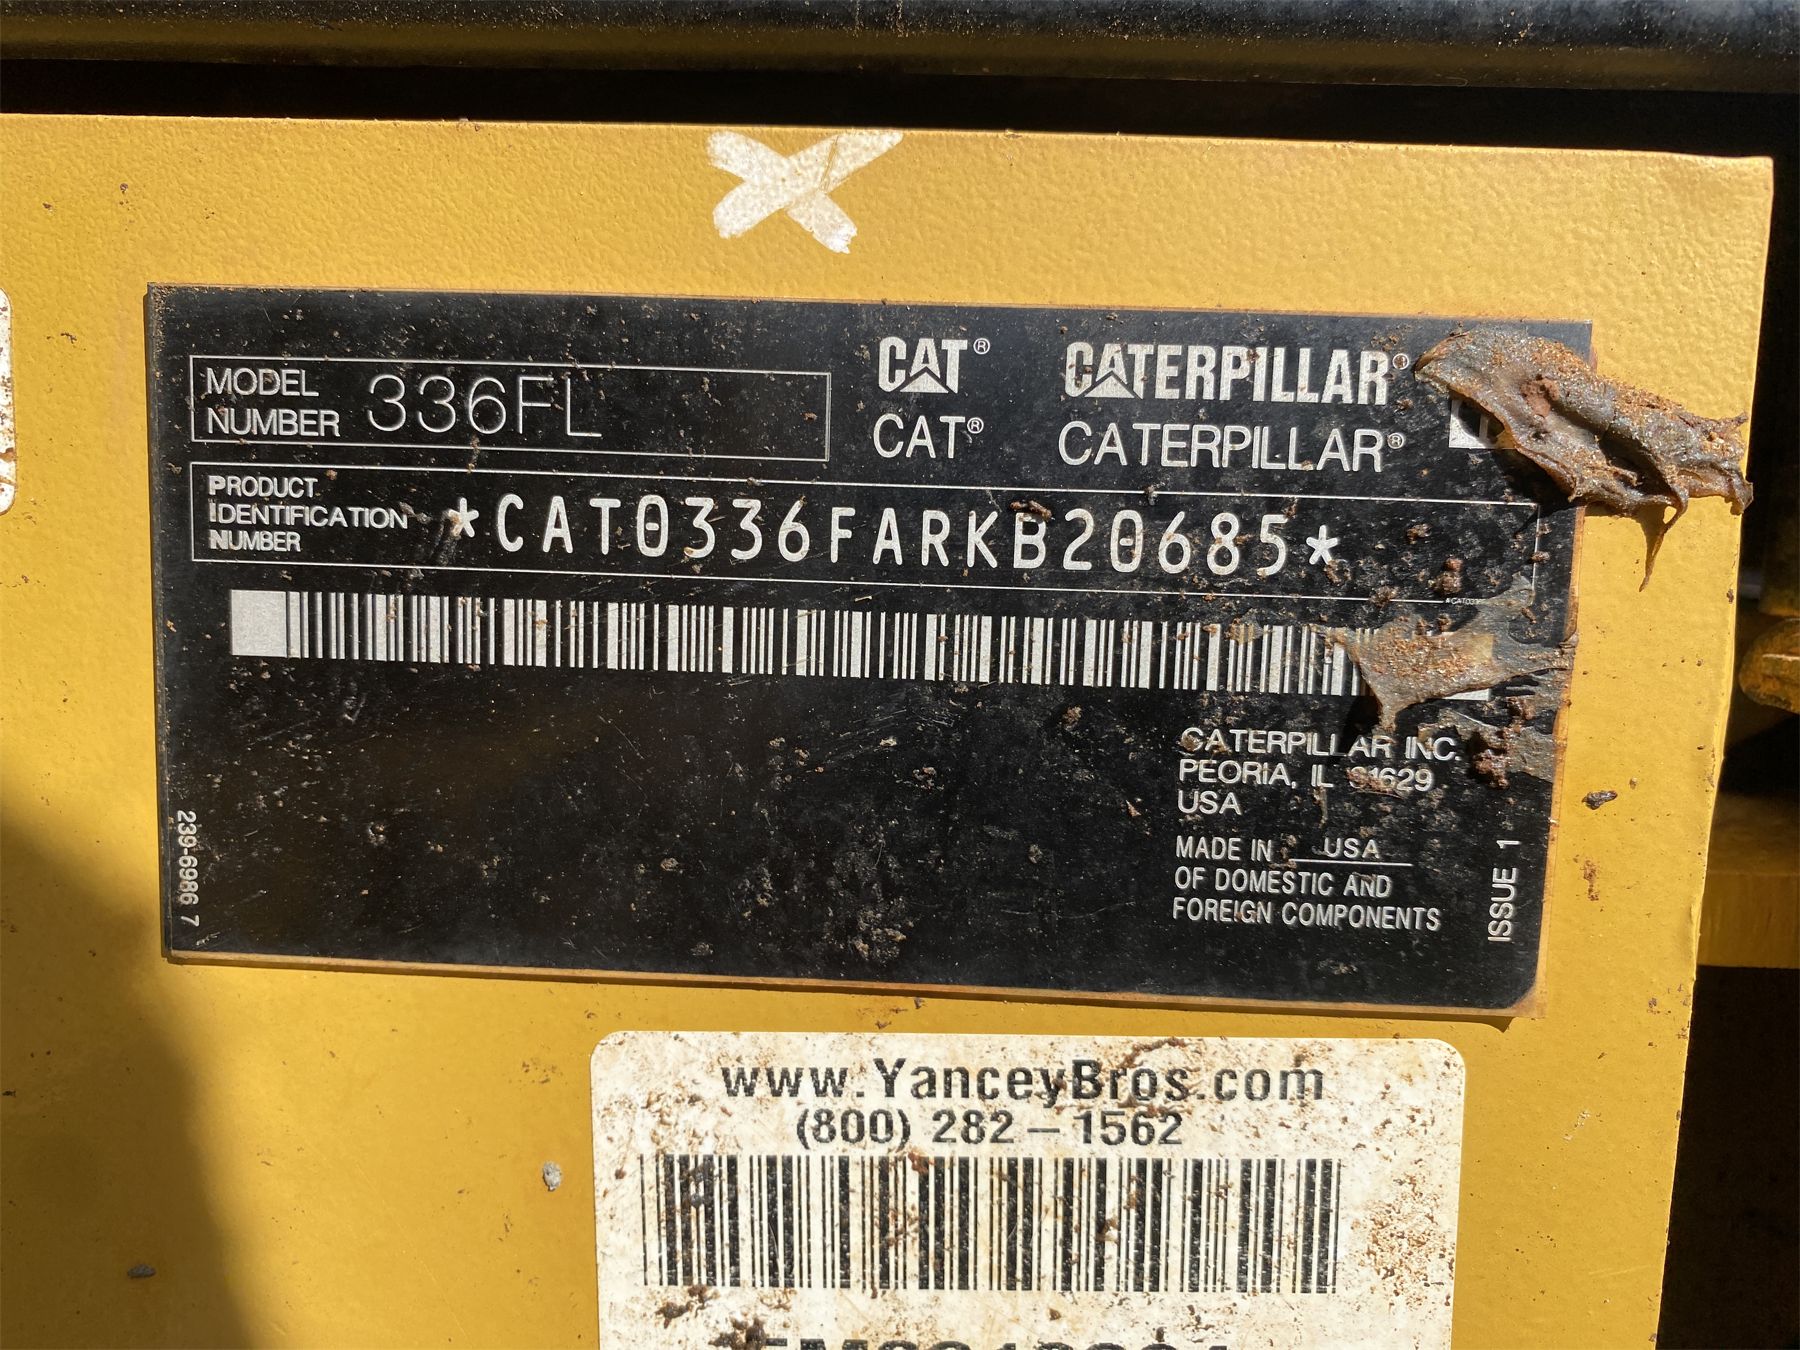 MODEL NUMBER 336FL
CAT® CATERPILLAR®
CAT® CATERPILLAR®
PRODUCT IDENTIFICATION NUMBER *CAT0336FARKB20685*
CATERPILLAR INC.
PEORIA, IL 61629
USA
MADE IN USA
OF DOMESTIC AND
FOREIGN COMPONENTS
ISSUE 1
239-6986 7
www.YanceyBros.com
(800) 282-1562